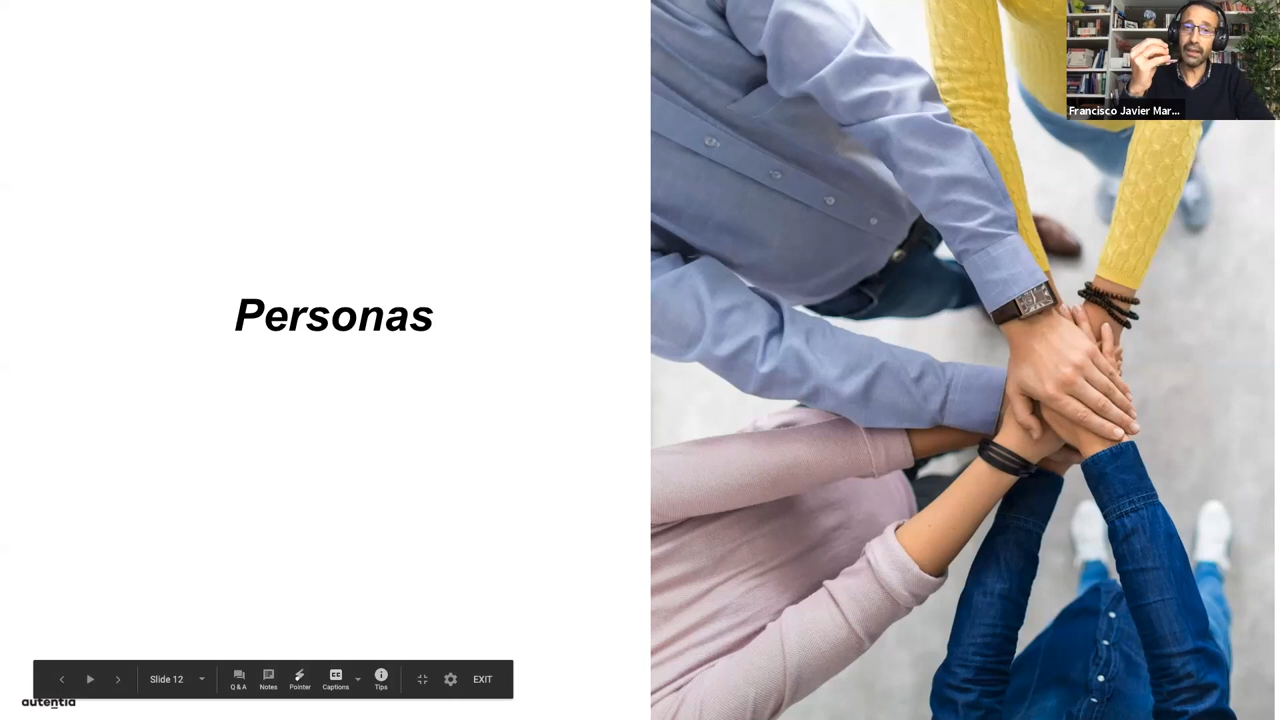 Francisco Javier Mar...
Personas
Slide 12
Q & A
Notes
Pointer
Captions
Tips
EXIT
autentia